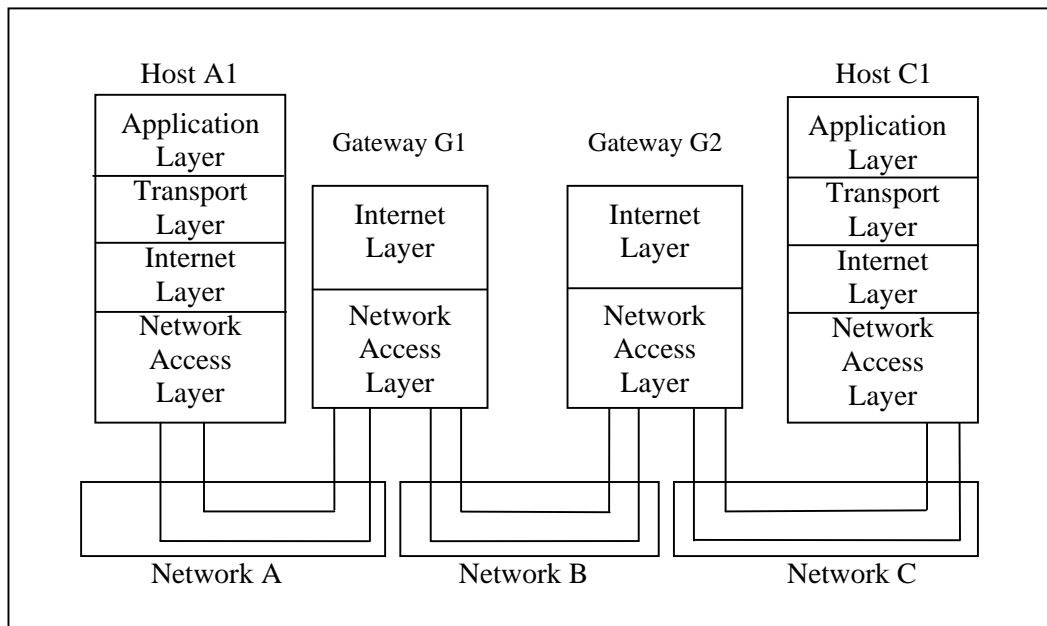 Host A1
Application
Layer
Transport
Layer
Internet
Layer
Network
Access
Layer
Gateway G1
Internet
Layer
Network
Access
Layer
Gateway G2
Internet
Layer
Network
Access
Layer
Host C1
Application
Layer
Transport
Layer
Internet
Layer
Network
Access
Layer
Network A
Network B
Network C